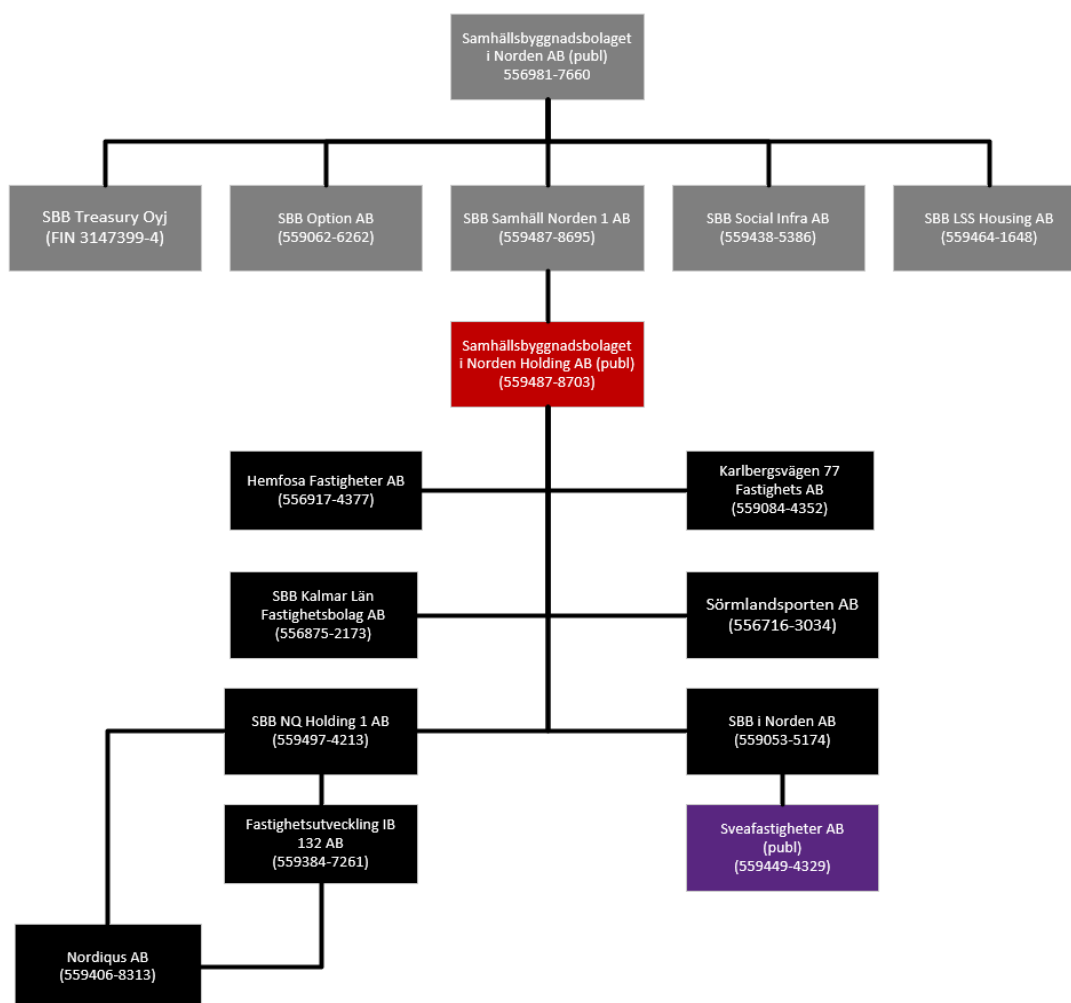 Samhällsbyggnadsbolaget
i Norden AB (publ)
556981-7660
SBB Treasury Oyj
(FIN 3147399-4)
SBB Option AB
(559062-6262)
SBB Samhäll Norden 1 AB
(559487-8695)
SBB Social Infra AB
(559438-5386)
SBB LSS Housing AB
(559464-1648)
Samhällsbyggnadsbolaget
i Norden Holding AB (publ)
(559487-8703)
Hemfosa Fastigheter AB
(556917-4377)
Karlbergsvägen 77
Fastighets AB
(559084-4352)
SBB Kalmar Län
Fastighetsbolag AB
(556875-2173)
Sörmlandsporten AB
(556716-3034)
SBB NQ Holding 1 AB
(559497-4213)
SBB i Norden AB
(559053-5174)
Fastighetsutveckling IB
132 AB
(559384-7261)
Sveafastigheter AB
(publ)
(559449-4329)
Nordiqus AB
(559406-8313)